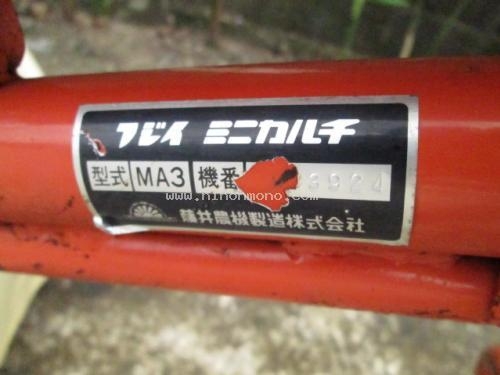 フジイ ミニカルチ
型式 MA3 機番 3924
www.nihonmono.com
藤井農機製造株式会社